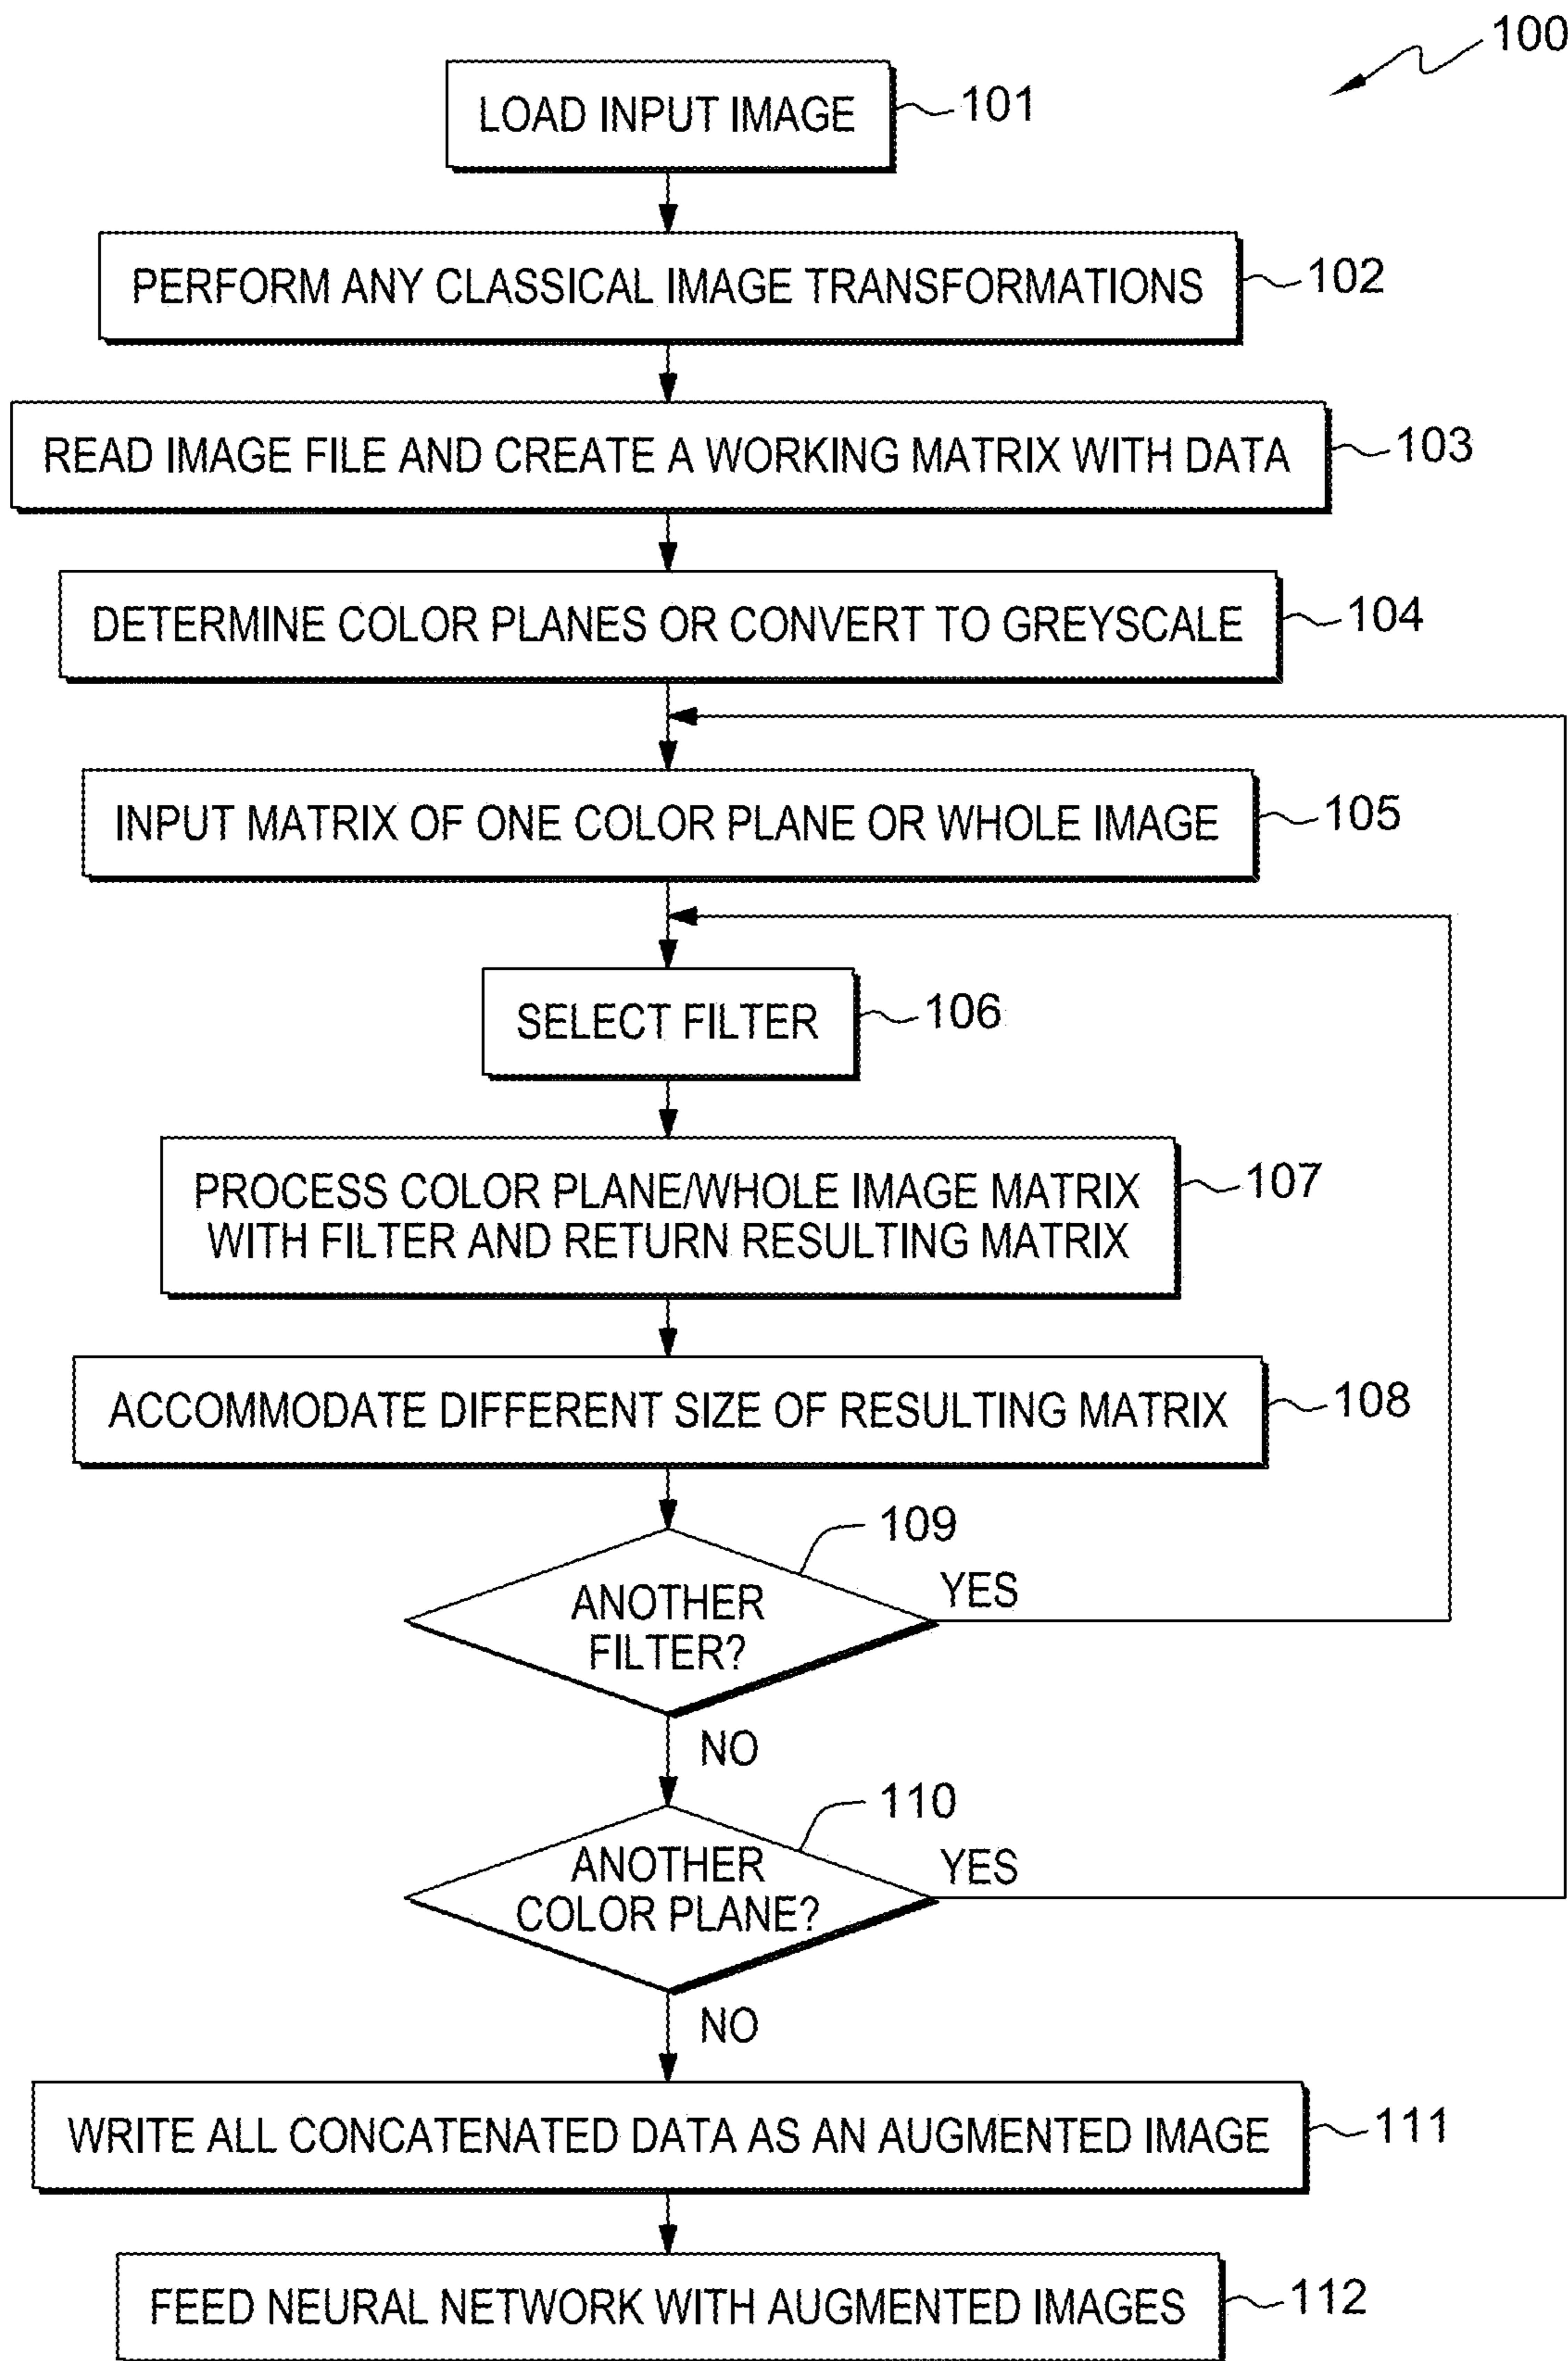 100
LOAD INPUT IMAGE
101
PERFORM ANY CLASSICAL IMAGE TRANSFORMATIONS
102
READ IMAGE FILE AND CREATE A WORKING MATRIX WITH DATA
103
DETERMINE COLOR PLANES OR CONVERT TO GREYSCALE
104
INPUT MATRIX OF ONE COLOR PLANE OR WHOLE IMAGE
105
SELECT FILTER
106
PROCESS COLOR PLANE/WHOLE IMAGE MATRIX
WITH FILTER AND RETURN RESULTING MATRIX
107
ACCOMMODATE DIFFERENT SIZE OF RESULTING MATRIX
108
109
ANOTHER
FILTER?
YES
NO
110
ANOTHER
COLOR PLANE?
YES
NO
WRITE ALL CONCATENATED DATA AS AN AUGMENTED IMAGE
111
FEED NEURAL NETWORK WITH AUGMENTED IMAGES
112